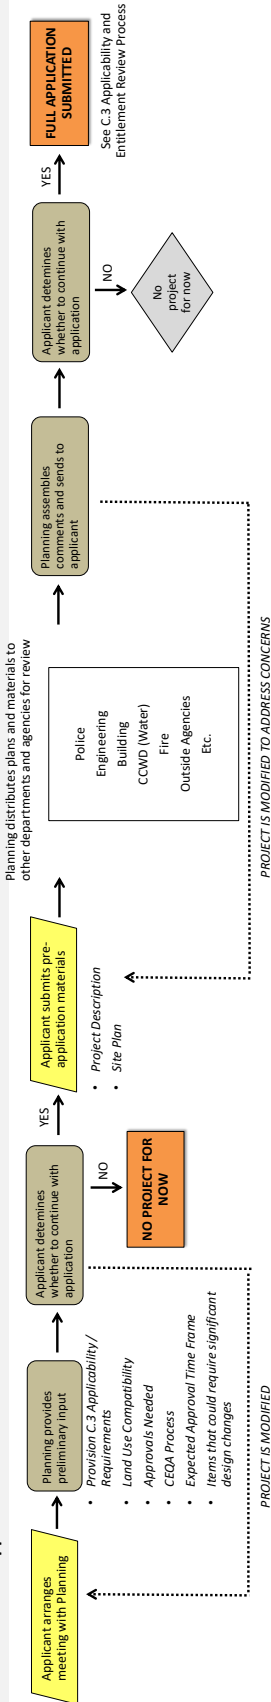 Applicant arranges
meeting with Planning
Planning provides
preliminary input
• Provision C.3 Applicability /
Requirements
• Land Use Compatibility
• Approvals Needed
• CEQA Process
• Expected Approval Time Frame
• Items that could require significant
design changes
Applicant detemines
whether to continue with
application
NO
NO PROJECT FOR
NOW
PROJECT IS MODIFIED
YES
Applicant submits pre-
application materials
• Project Description
• Site Plan
Planning distributes plans and materials to
other departments and agencies for review
Police
Engineering
Building
CCWD (Water)
Fire
Outside Agencies
Etc.
Planning assembles
comments and sends to
applicant
PROJECT IS MODIFIED TO ADDRESS CONCERNS
Applicant detemines
whether to continue with
application
NO
No
project
for now
YES
FULL APPLICATION
SUBMITTED
See C.3 Applicability and
Entitlement Review Process